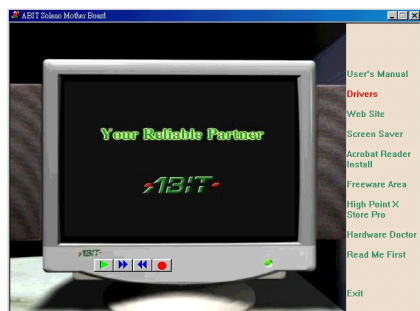 ABIT Solano Mother Board
Your Reliable Partner
ABIT
ABIT
User's Manual
Drivers
Web Site
Screen Saver
Acrobat Reader
Install
Freeware Area
High Point X
Store Pro
Hardware Doctor
Read Me First
Exit